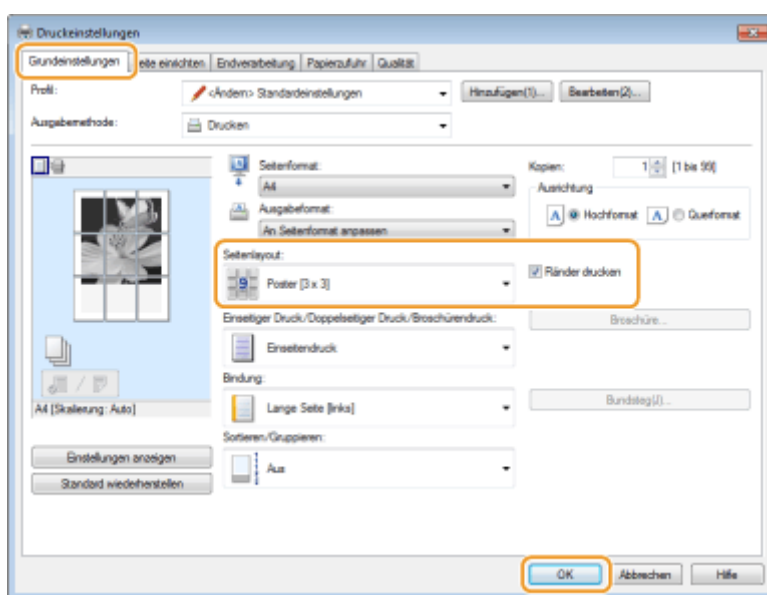 Druckeinstellungen
Grundeinstellungen eite einrichten Endverarbeitung Papierzufuhr Qualität
Profil: <Ändern> Standardeinstellungen Hinzufügen(1)... Bearbeiten(2)...
Ausgabemethode: Drucken
Seitenformat: Kopien: 1 [1 bis 99]
A4 Ausrichtung
Ausgabeformat: A Hochformat A Querformat
An Seitenformat anpassen
Seitenlayout:
9 Poster [3 x 3] Ränder drucken
Einseitiger Druck/Doppelseitiger Druck/Broschürendruck: Broschüre...
Einseitendruck
Bindung:
A4 [Skalierung: Auto] Lange Seite [links] Bundsteg(J)...
Sortieren/Gruppieren:
Einstellungen anzeigen Aus
Standard wiederherstellen
OK Abbrechen Hilfe